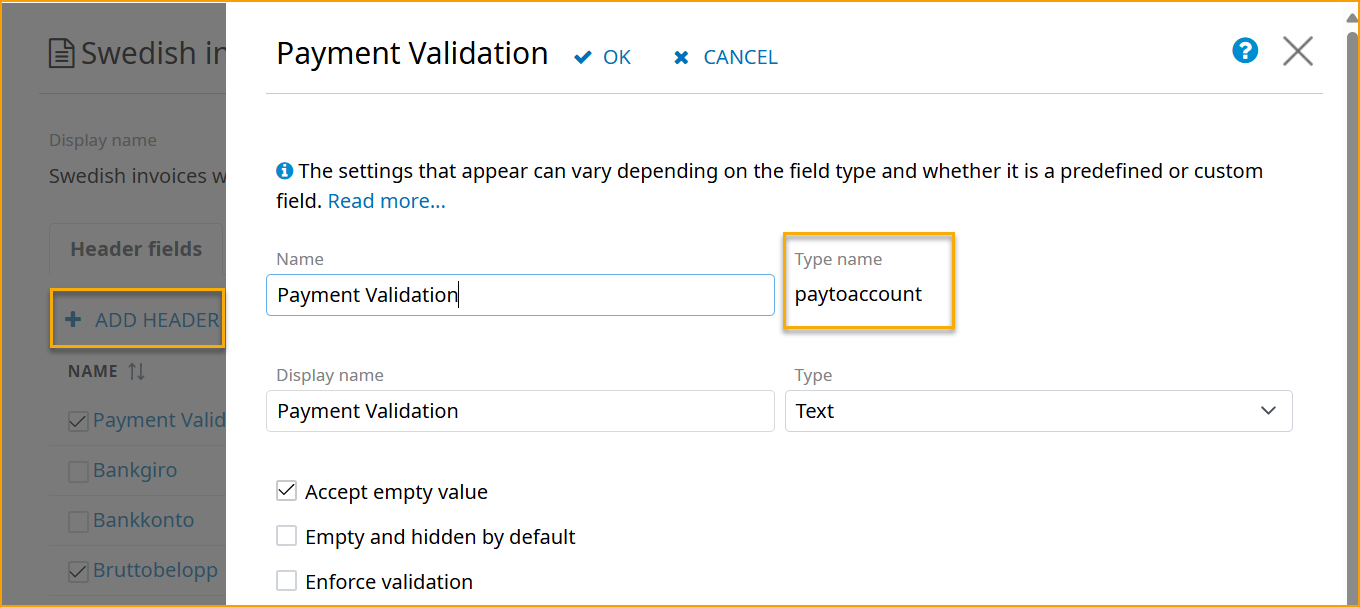 Swedish in
Display name
Swedish invoices w
Header fields
ADD HEADER
NAME
Payment Valid
Bankgiro
Bankkonto
Bruttobelopp
Payment Validation
OK
CANCEL
The settings that appear can vary depending on the field type and whether it is a predefined or custom
field. Read more...
Name
Type name
Payment Validation
paytoaccount
Display name
Type
Payment Validation
Text
Accept empty value
Empty and hidden by default
Enforce validation